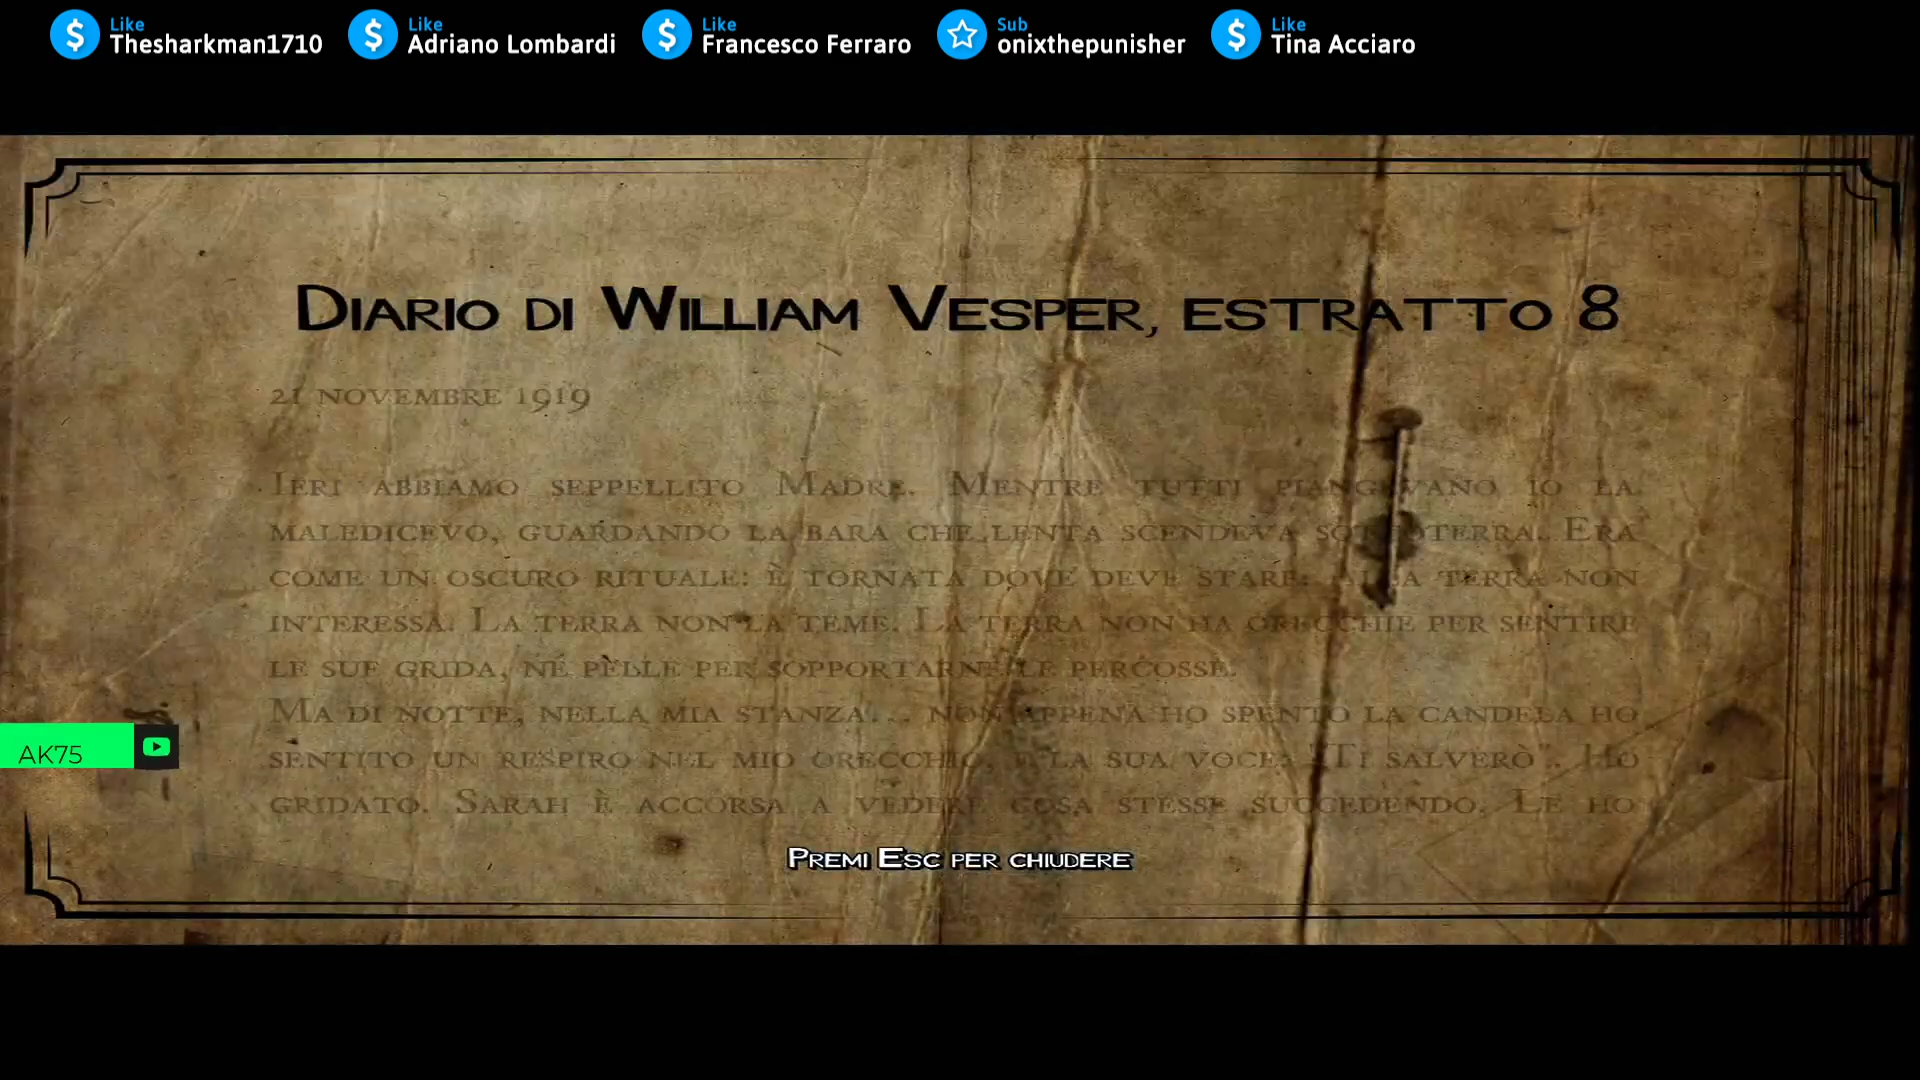 Like
Thesharkman1710
Like
Adriano Lombardi
Like
Francesco Ferraro
Sub
onixthepunisher
Like
Tina Acciaro
Diario di William Vesper, estratto 8
21 novembre 1919
Ieri abbiamo seppellito Madre. Mentre tutti piangevano io la
maledicevo, guardando la bara che lenta scendeva sottoterra. Era
come un oscuro rituale: è tornata dove deve stare. Alla terra non
interessa. La terra non la teme. La terra non ha orecchie per sentire
le sue grida, né pelle per sopportarne le percosse.
Ma di notte, nella mia stanza... non appena ho spento la candela ho
sentito un respiro nel mio orecchio. la sua voce: "Ti salverò". Ho
gridato. Sarah è accorsa a vedere cosa stesse succedendo. Le ho
AK75
Premi Esc per chiudere